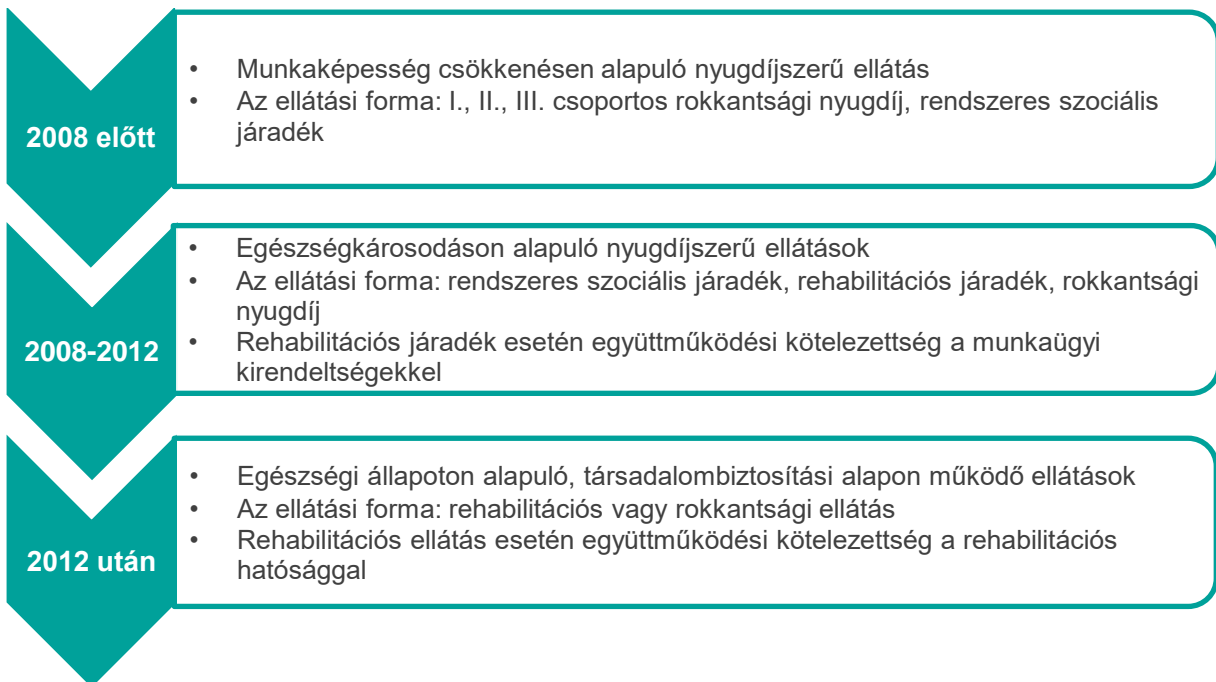 2008 előtt
• Munkaképesség csökkenésen alapuló nyugdíjszerű ellátás
• Az ellátási forma: I., II., III. csoportos rokkantsági nyugdíj, rendszeres szociális
járadék
2008-2012
• Egészségkárosodáson alapuló nyugdíjszerű ellátások
• Az ellátási forma: rendszeres szociális járadék, rehabilitációs járadék, rokkantsági
nyugdíj
• Rehabilitációs járadék esetén együttműködési kötelezettség a munkaügyi
kirendeltségekkel
2012 után
• Egészségi állapoton alapuló, társadalombiztosítási alapon működő ellátások
• Az ellátási forma: rehabilitációs vagy rokkantsági ellátás
• Rehabilitációs ellátás esetén együttműködési kötelezettség a rehabilitációs
hatósággal